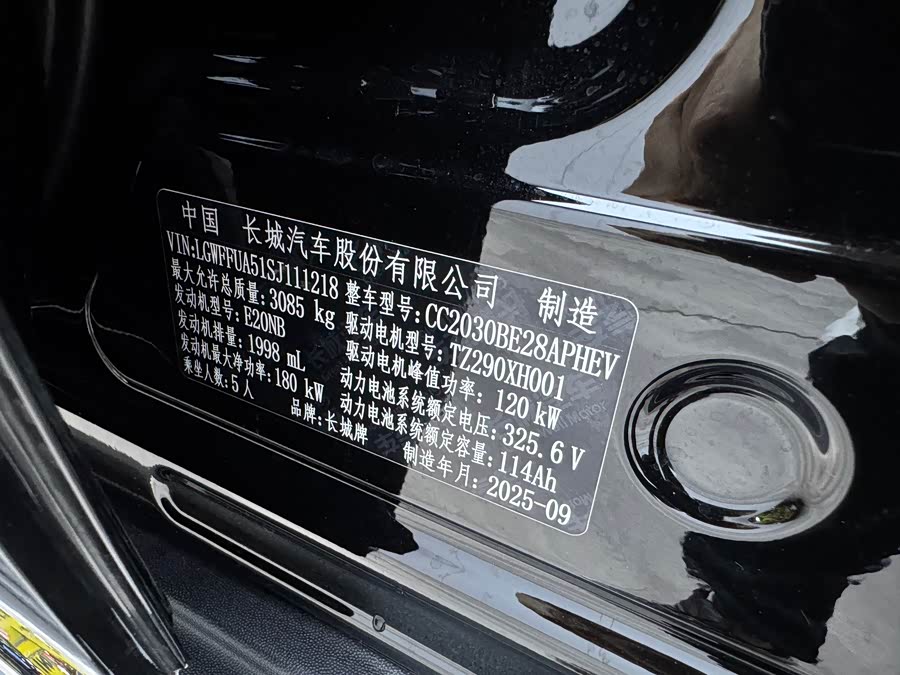 中国 长城汽车股份有限公司 制造
VIN:LGWFFUA51SJ111218 整车型号:CC2030BE28APHEV
最大允许总质量:3085 kg 驱动电机型号:TZ290XH001
发动机型号:E20NB 驱动电机峰值功率: 120 kW
发动机排量:1998 mL 动力电池系统额定电压:325.6 V
发动机最大净功率:180 kW 动力电池系统额定容量:114Ah
乘坐人数:5人 品牌:长城牌 制造年月: 2025-09